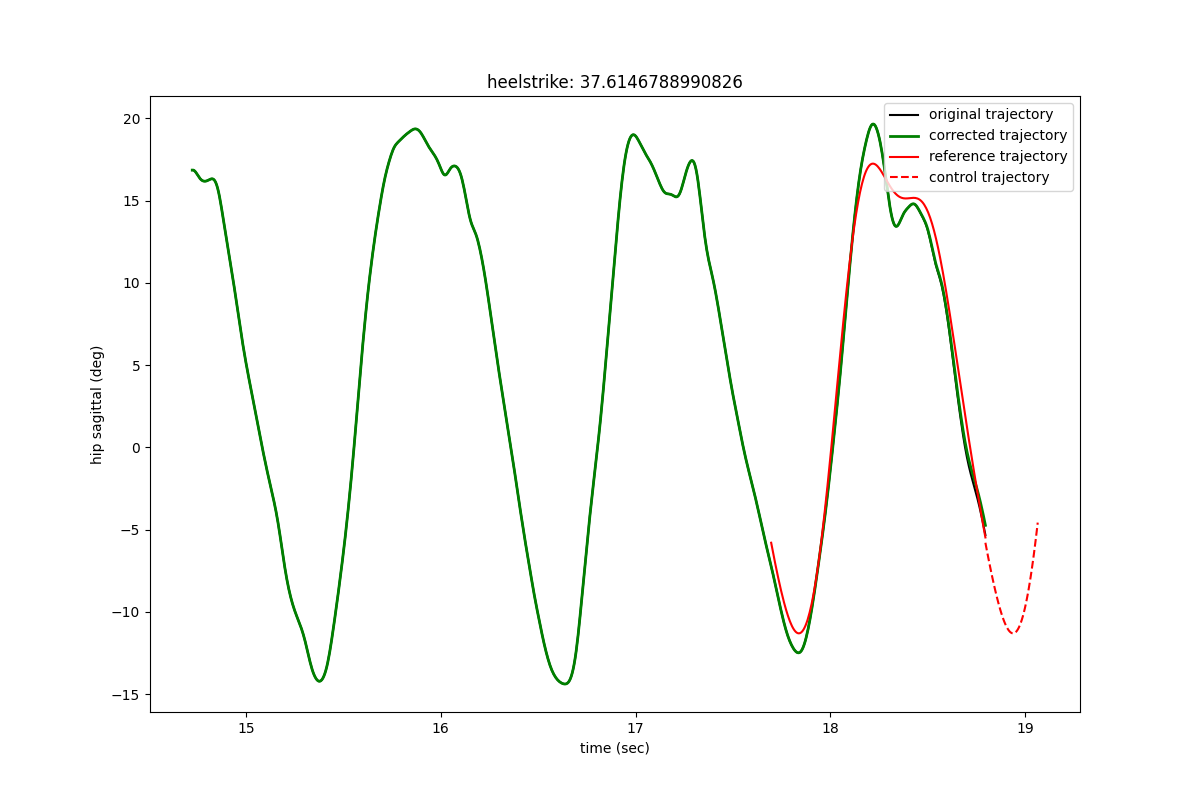 heelstrike: 37.6146788990826
original trajectory
corrected trajectory
reference trajectory
control trajectory
hip sagittal (deg)
20
15
10
5
0
−5
−10
−15
15
16
17
18
19
time (sec)